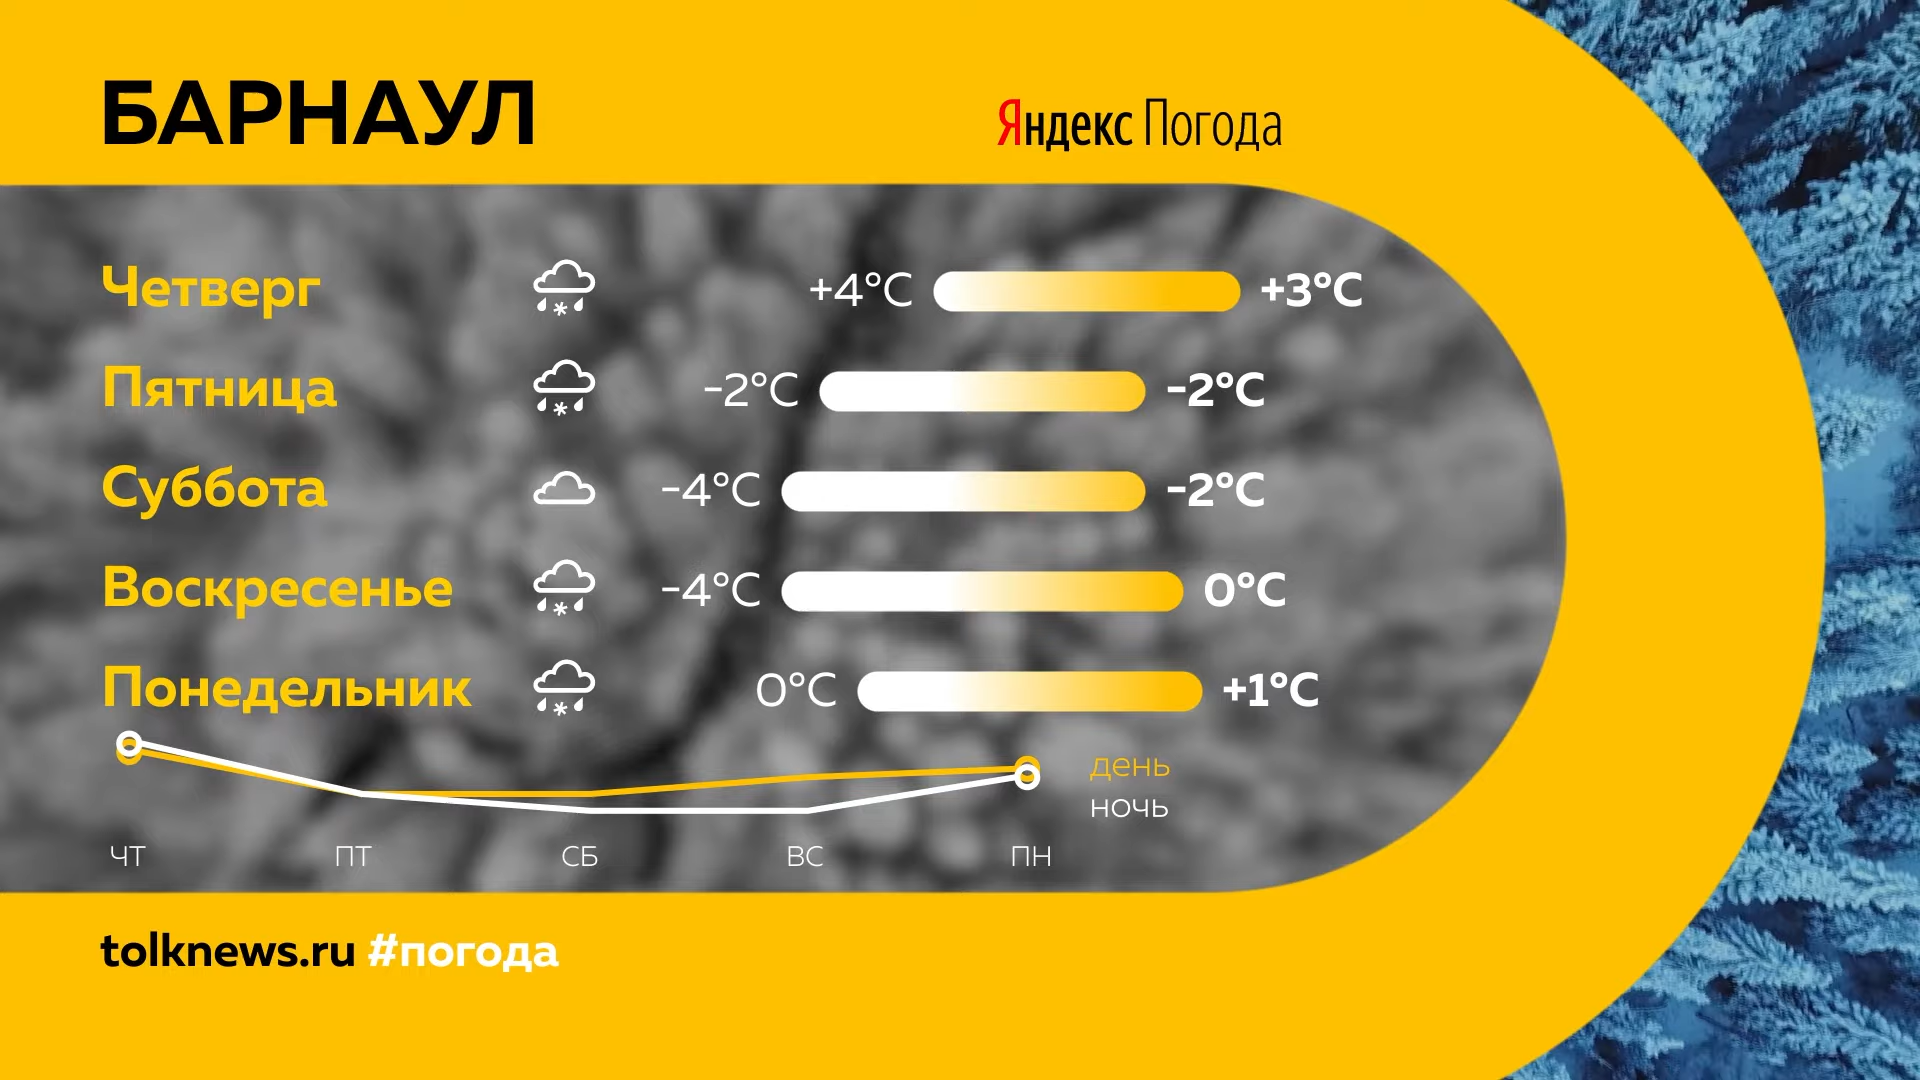 БАРНАУЛ
Яндекс Погода
Четверг +4°C +3°C
Пятница -2°C -2°C
Суббота -4°C -2°C
Воскресенье -4°C 0°C
Понедельник 0°C +1°C
день
ночь
ЧТ ПТ СБ ВС ПН
tolknews.ru #погода